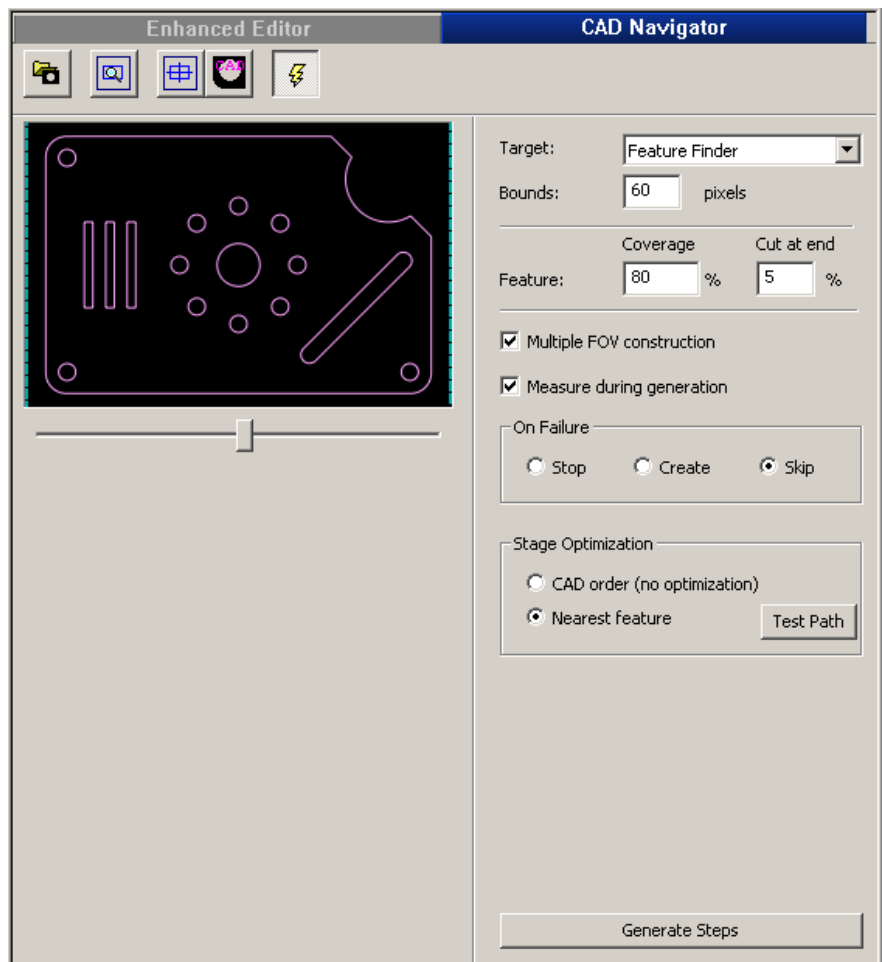 Enhanced Editor
CAD Navigator
CAD
Target: Feature Finder
Bounds: 60 pixels
Coverage Cut at end
Feature: 80 % 5 %
Multiple FOV construction
Measure during generation
On Failure
Stop Create Skip
Stage Optimization
CAD order (no optimization)
Nearest feature Test Path
Generate Steps